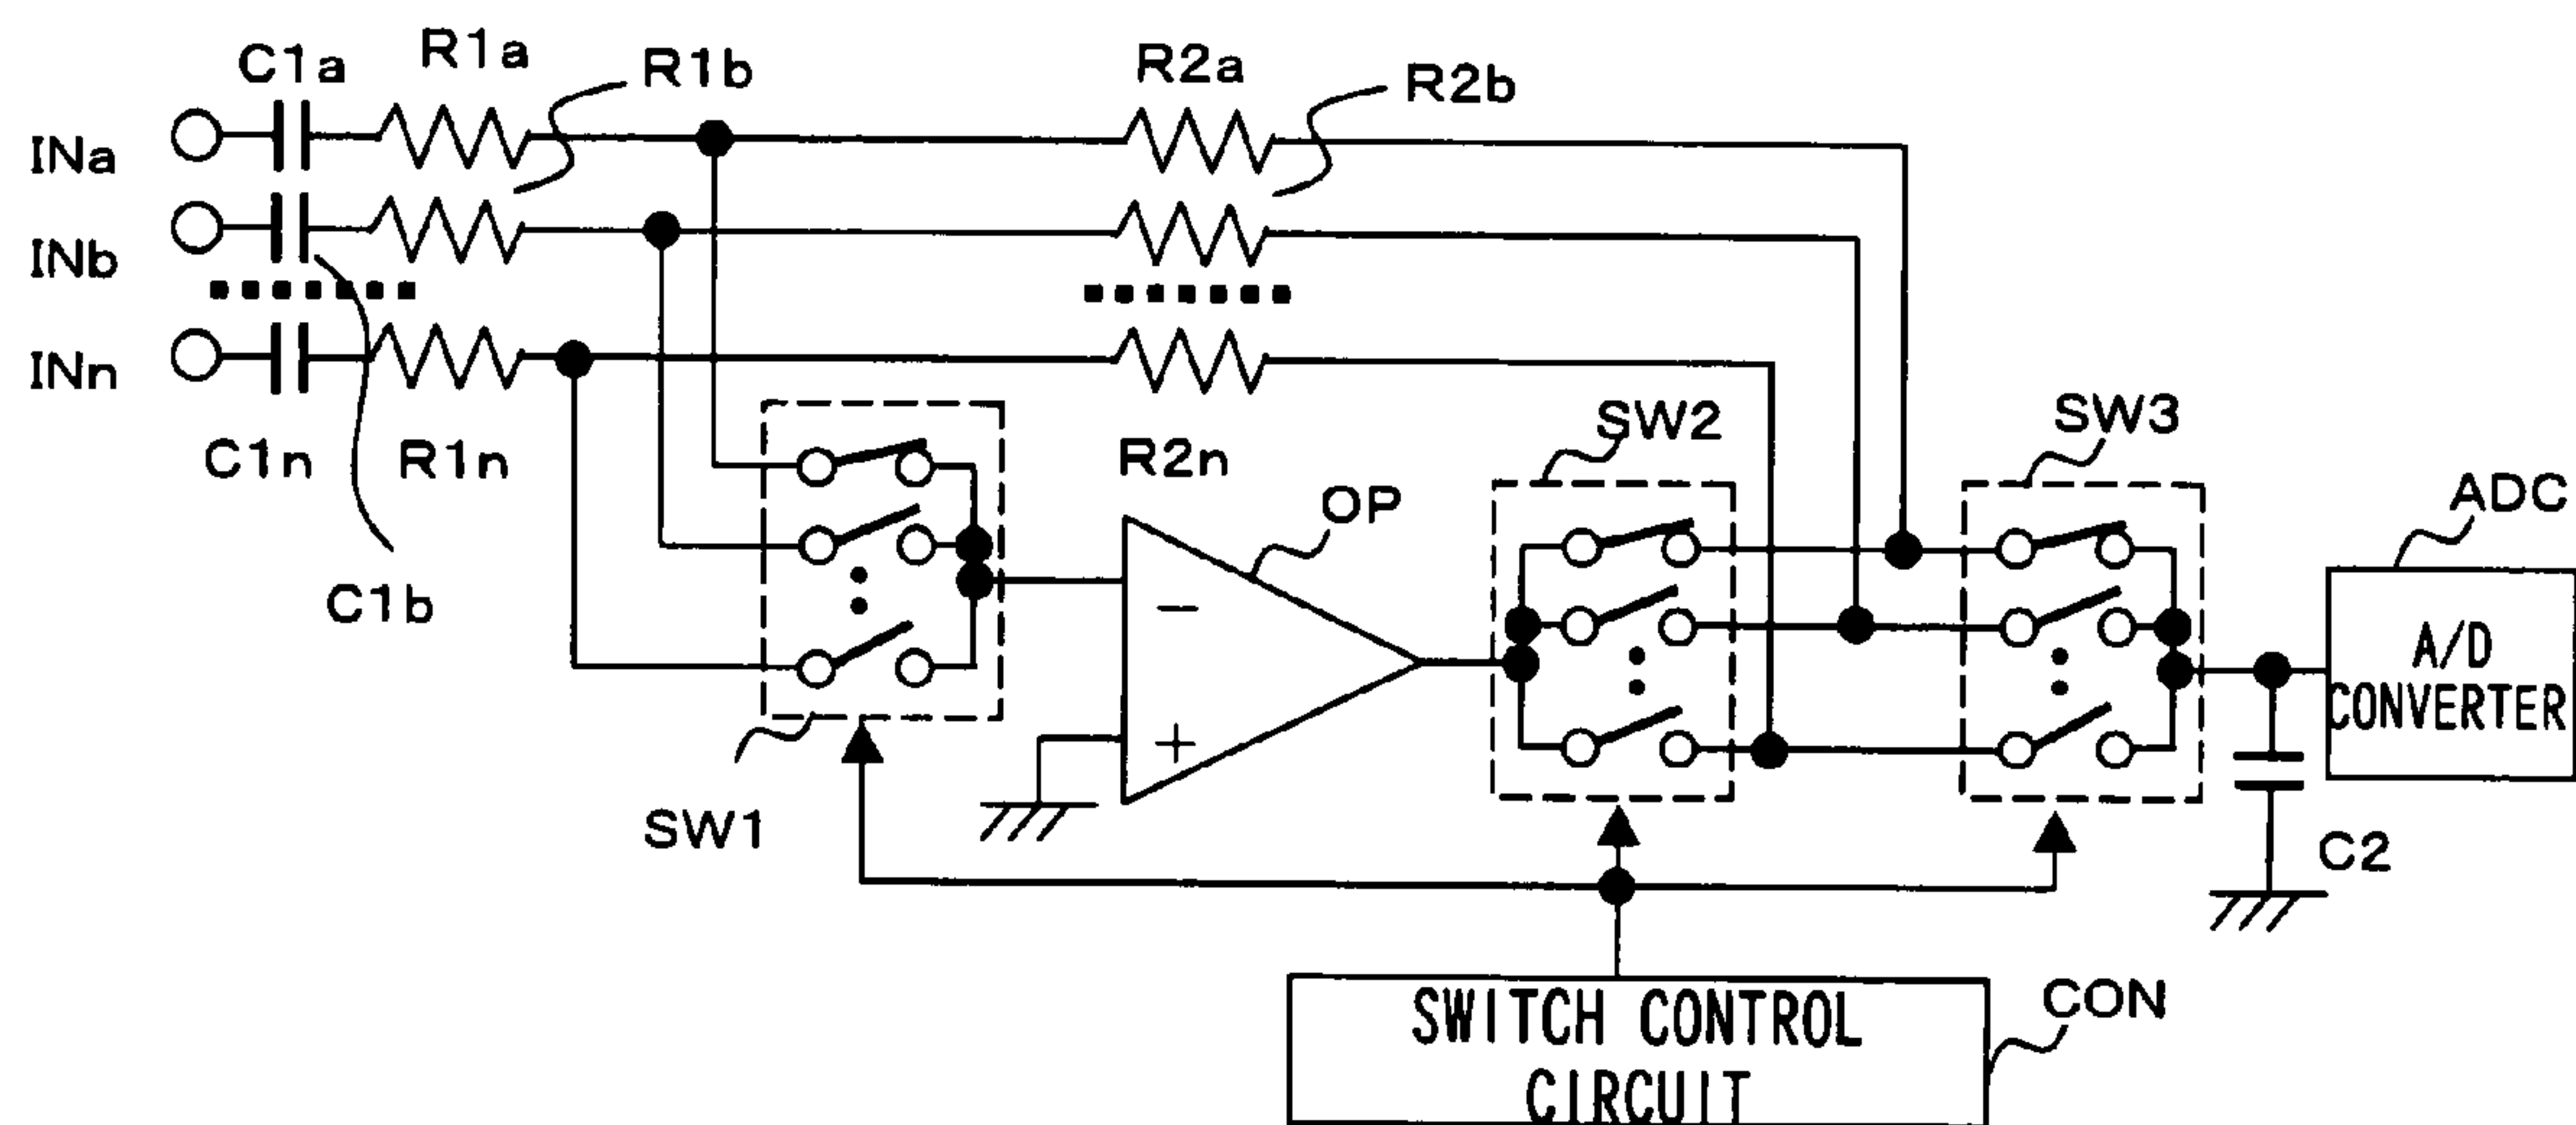 C1a
R1a
R1b
R2a
R2b
INa
INb
INn
C1n
R1n
R2n
C1b
SW1
OP
−
+
SW2
SW3
ADC
A/D
CONVERTER
C2
SWITCH CONTROL
CIRCUIT
CON